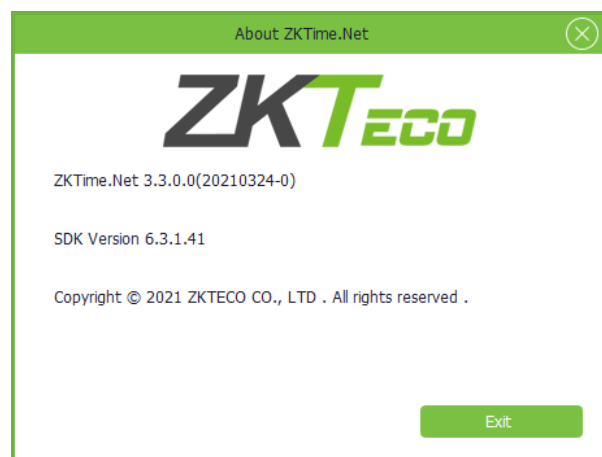 About ZKTime.Net
ZKTECO
ZKTime.Net 3.3.0.0(20210324-0)
SDK Version 6.3.1.41
Copyright © 2021 ZKTECO CO., LTD . All rights reserved .
Exit